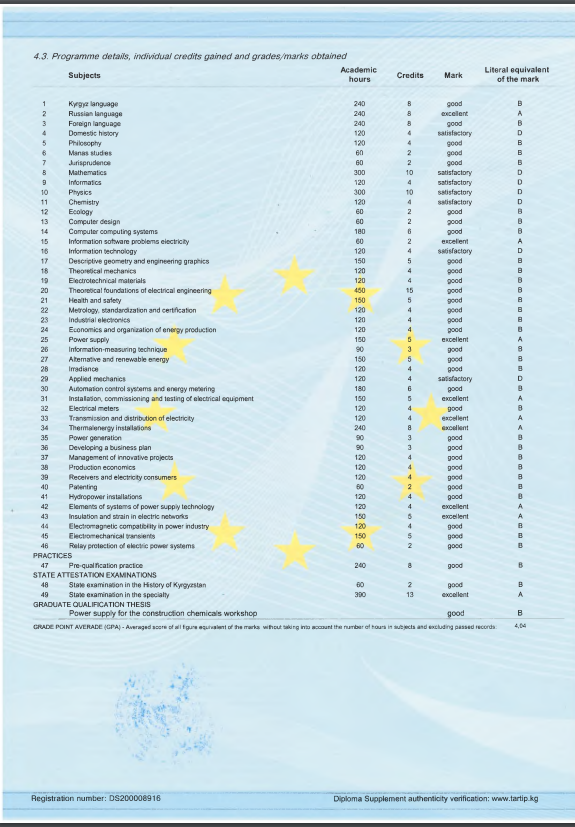 4.3. Programme details, individual credits gained and grades/marks obtained
Subjects Academic hours Credits Mark Literal equivalent of the mark
1 Kyrgyz language 240 8 good B
2 Russian language 240 8 excellent A
3 Foreign language 240 8 good B
4 Domestic history 120 4 satisfactory D
5 Philosophy 120 4 good B
6 Manas studies 60 2 good B
7 Jurisprudence 60 2 good B
8 Mathematics 300 10 satisfactory D
9 Informatics 120 4 satisfactory D
10 Physics 300 10 satisfactory D
11 Chemistry 120 4 satisfactory D
12 Ecology 60 2 good B
13 Computer design 60 2 good B
14 Computer computing systems 180 6 good B
15 Information software problems electricity 60 2 excellent A
16 Information technology 120 4 satisfactory D
17 Descriptive geometry and engineering graphics 150 5 good B
18 Theoretical mechanics 120 4 good B
19 Electrotechnical materials 120 4 good B
20 Theoretical foundations of electrical engineering 450 15 good B
21 Health and safety 150 5 good B
22 Metrology, standardization and certification 120 4 good B
23 Industrial electronics 120 4 good B
24 Economics and organization of energy production 120 4 good B
25 Power supply 150 5 excellent A
26 Information-measuring technique 90 3 good B
27 Alternative and renewable energy 150 5 good B
28 Irradiance 120 4 good B
29 Applied mechanics 120 4 satisfactory D
30 Automation control systems and energy metering 180 6 good B
31 Installation, commissioning and testing of electrical equipment 150 5 excellent A
32 Electrical meters 120 4 good B
33 Transmission and distribution of electricity 120 4 excellent A
34 Thermalenergy installations 240 8 excellent A
35 Power generation 90 3 good B
36 Developing a business plan 90 3 good B
37 Management of innovative projects 120 4 good B
38 Production economics 120 4 good B
39 Receivers and electricity consumers 120 4 good B
40 Patenting 60 2 good B
41 Hydropower installations 120 4 good B
42 Elements of systems of power supply technology 120 4 excellent A
43 Insulation and strain in electric networks 150 5 excellent A
44 Electromagnetic compatibility in power industry 120 4 good B
45 Electromechanical transients 150 5 good B
46 Relay protection of electric power systems 60 2 good B
PRACTICES
47 Pre-qualification practice 240 8 good B
STATE ATTESTATION EXAMINATIONS
48 State examination in the History of Kyrgyzstan 60 2 good B
49 State examination in the specialty 390 13 excellent A
GRADUATE QUALIFICATION THESIS
Power supply for the construction chemicals workshop good B
GRADE POINT AVERADE (GPA) - Averaged score of all figure equivalent of the marks without taking into account the number of hours in subjects and excluding passed records: 4,04
Registration number: DS200008916 Diploma Supplement authenticity verification: www.tartip.kg